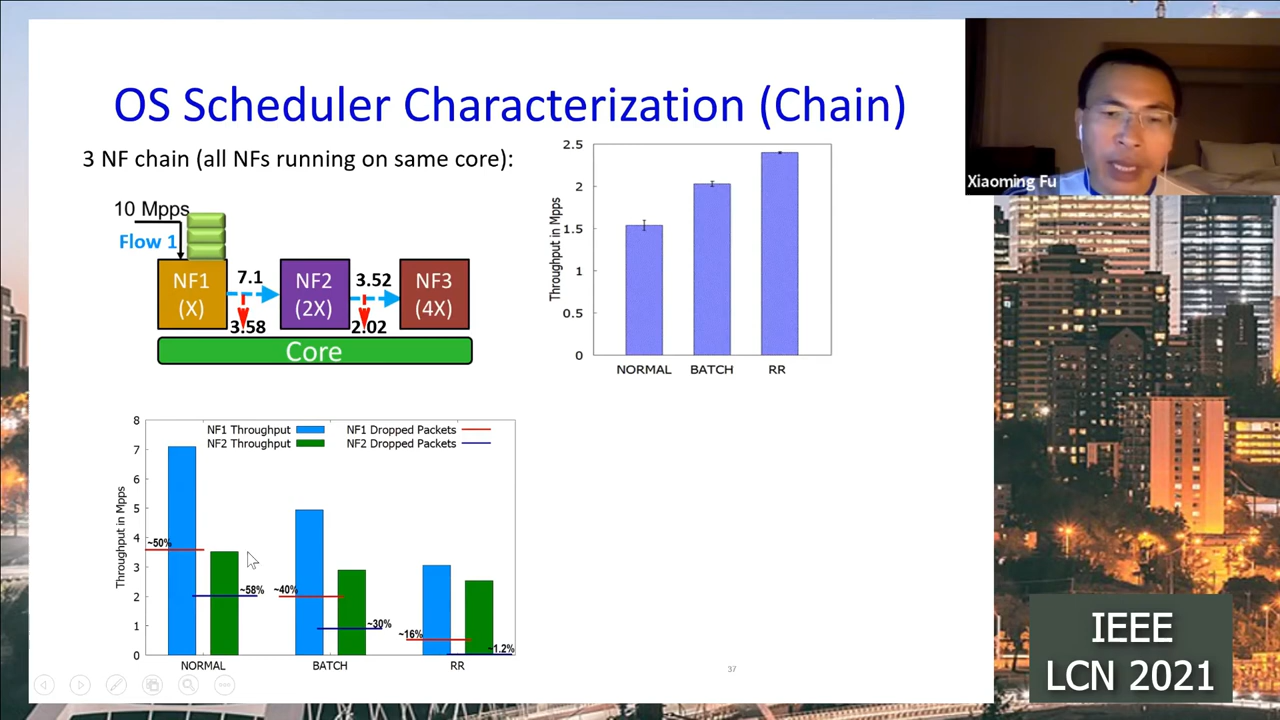 OS Scheduler Characterization (Chain)
3 NF chain (all NFs running on same core):
10 Mpps
Flow 1
NF1
(X)
7.1
3.58
NF2
(2X)
3.52
2.02
NF3
(4X)
Core
Throughput in Mpps
2.5
2
1.5
1
0.5
0
NORMAL
BATCH
RR
Xiaoming Fu
Throughput in Mpps
8
7
6
5
4
3
2
1
0
NF1 Throughput
NF2 Throughput
NF1 Dropped Packets
NF2 Dropped Packets
~50%
~58%
~40%
~30%
~16%
~1.2%
NORMAL
BATCH
RR
37
IEEE
LCN 2021